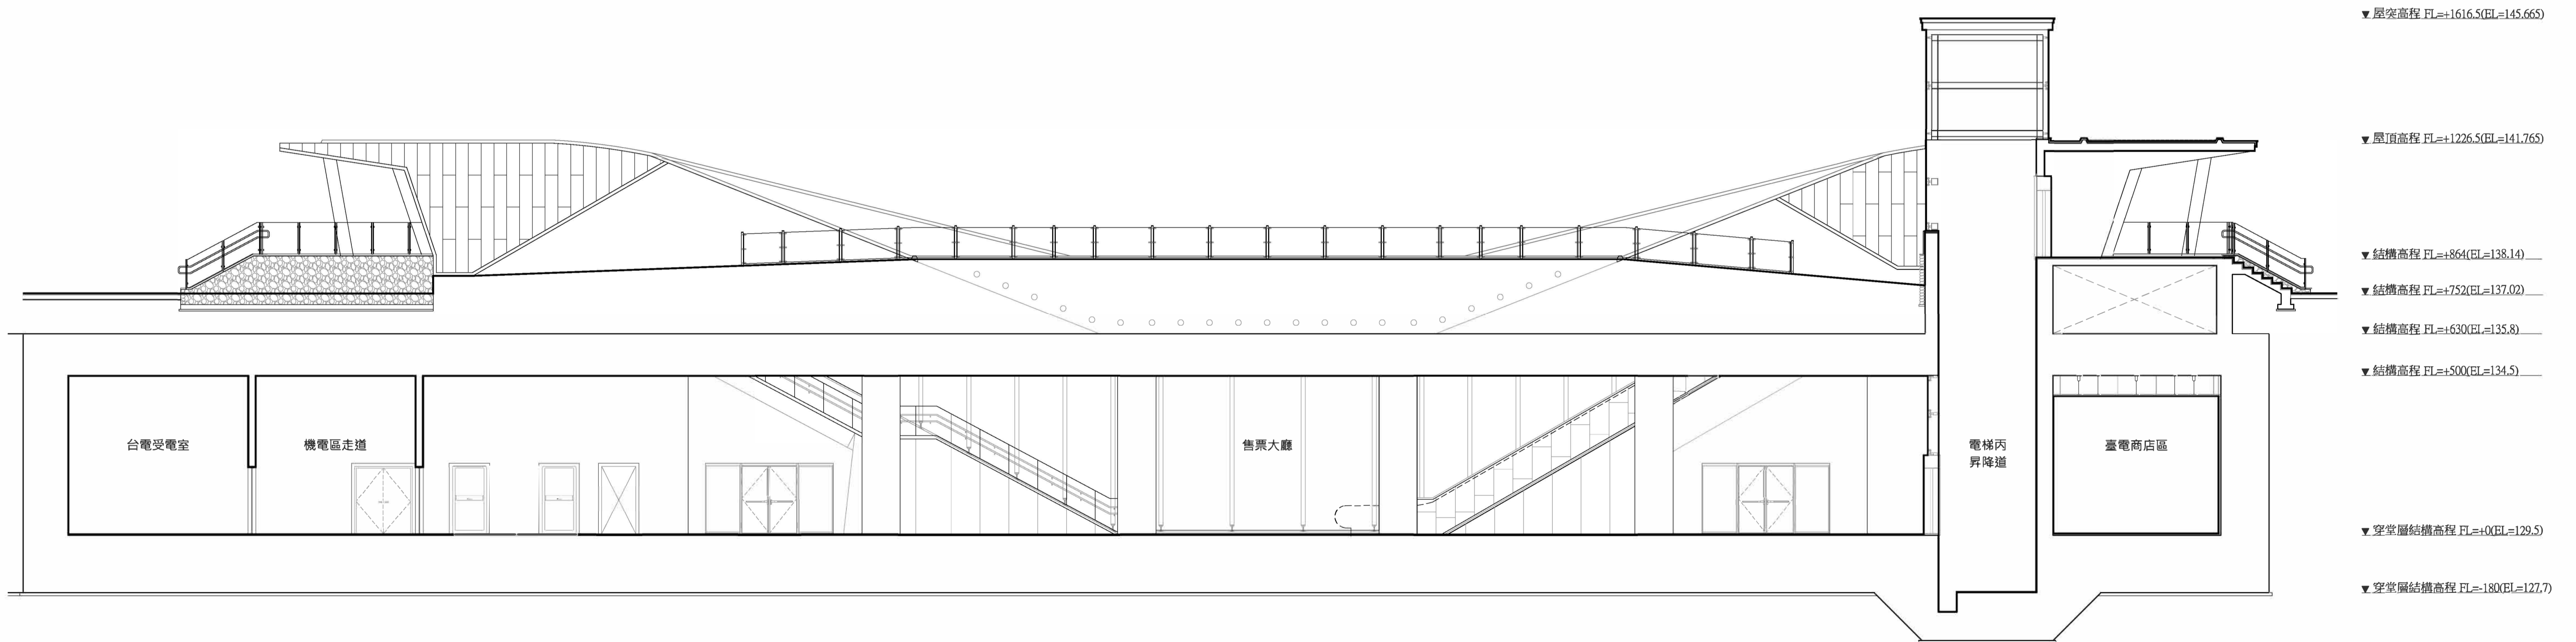 ▼ 屋突高程 FL=+1616.5(EL=145.665)
▼ 屋頂高程 FL=+1226.5(EL=141.765)
▼ 結構高程 FL=+864(EL=138.14)
▼ 結構高程 FL=+752(EL=137.02)
▼ 結構高程 FL=+630(EL=135.8)
▼ 結構高程 FL=+500(EL=134.5)
台電受電室
機電區走道
售票大廳
電梯丙
昇降道
臺電商店區
▼ 穿堂層結構高程 FL=+0(EL=129.5)
▼ 穿堂層結構高程 FL=-180(EL=127.7)